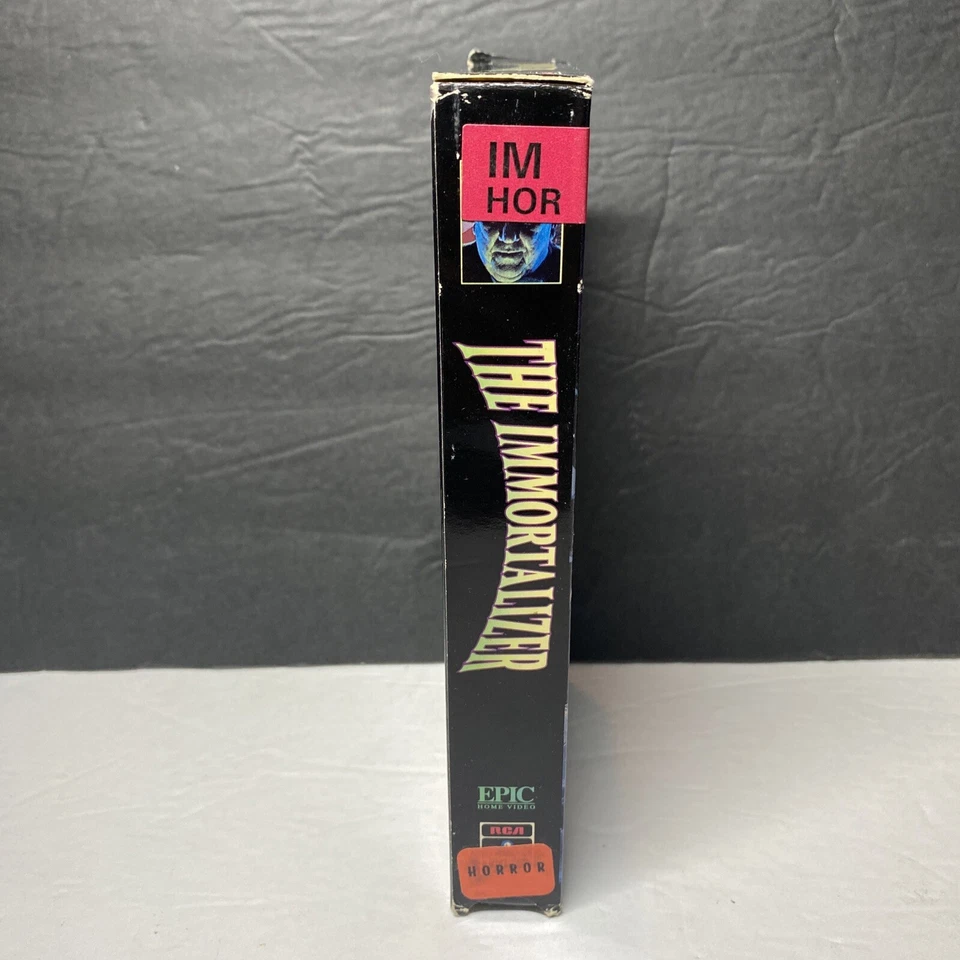 IM
HOR
THE IMMORTALIZER
EPIC
HOME VIDEO
RCA
HORROR